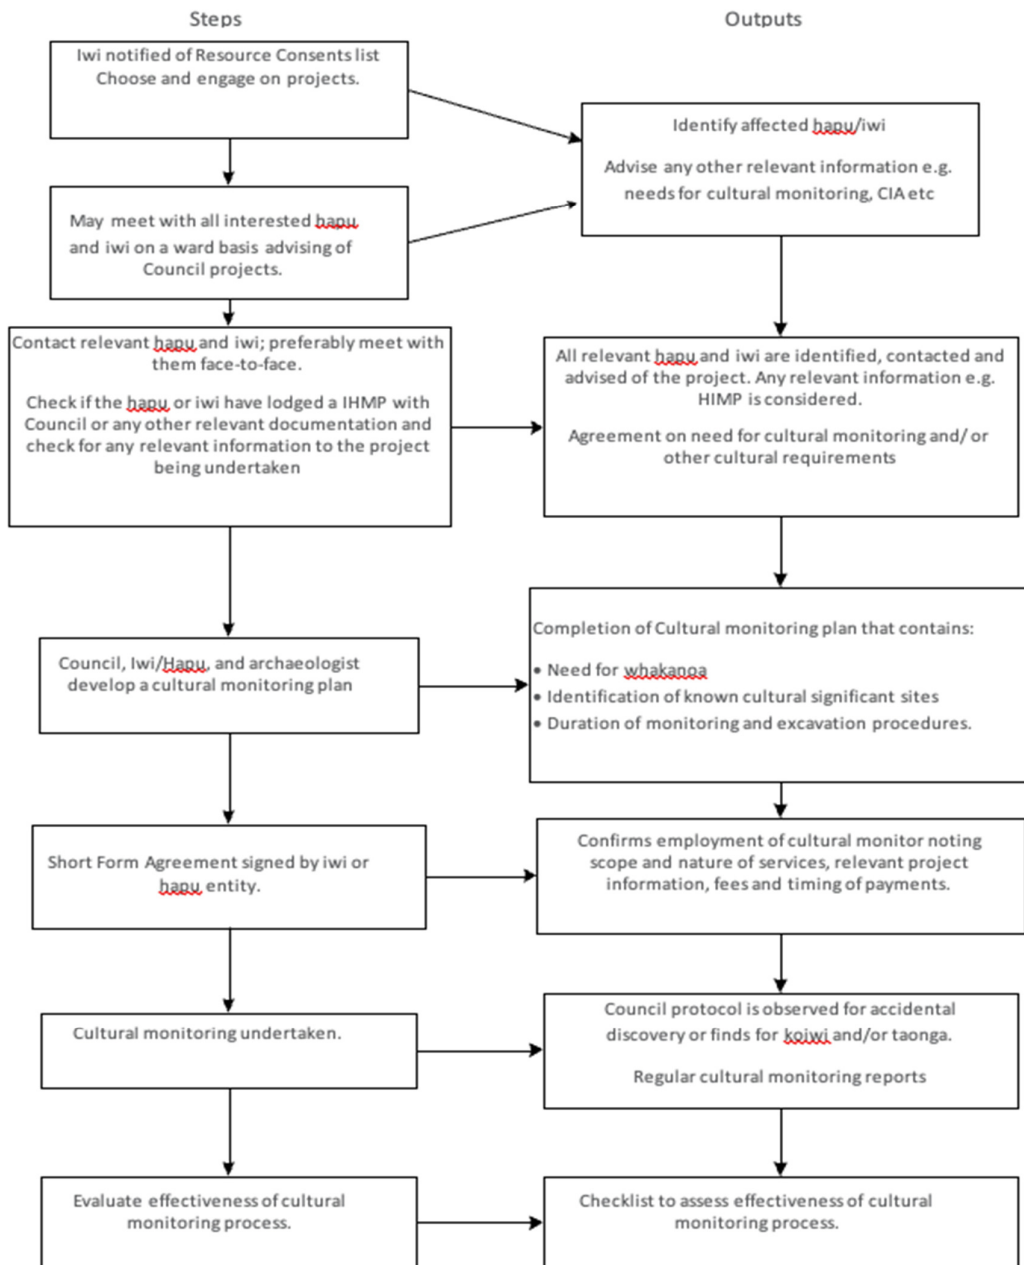 Steps
Outputs
Iwi notified of Resource Consents list
Choose and engage on projects.
Identify affected hapu/iwi
Advise any other relevant information e.g.
needs for cultural monitoring, CIA etc
May meet with all interested hapu
and iwi on a ward basis advising of
Council projects.
Contact relevant hapu and iwi; preferably meet with
them face-to-face.
Check if the hapu or iwi have lodged a IHMP with
Council or any other relevant documentation and
check for any relevant information to the project
being undertaken
All relevant hapu and iwi are identified, contacted and
advised of the project. Any relevant information e.g.
HIMP is considered.
Agreement on need for cultural monitoring and/ or
other cultural requirements
Council, Iwi/Hapu, and archaeologist
develop a cultural monitoring plan
Completion of Cultural monitoring plan that contains:
• Need for whakanoa
• Identification of known cultural significant sites
• Duration of monitoring and excavation procedures.
Short Form Agreement signed by iwi or
hapu entity.
Confirms employment of cultural monitor noting
scope and nature of services, relevant project
information, fees and timing of payments.
Cultural monitoring undertaken.
Council protocol is observed for accidental
discovery or finds for koiwi and/or taonga.
Regular cultural monitoring reports
Evaluate effectiveness of cultural
monitoring process.
Checklist to assess effectiveness of cultural
monitoring process.